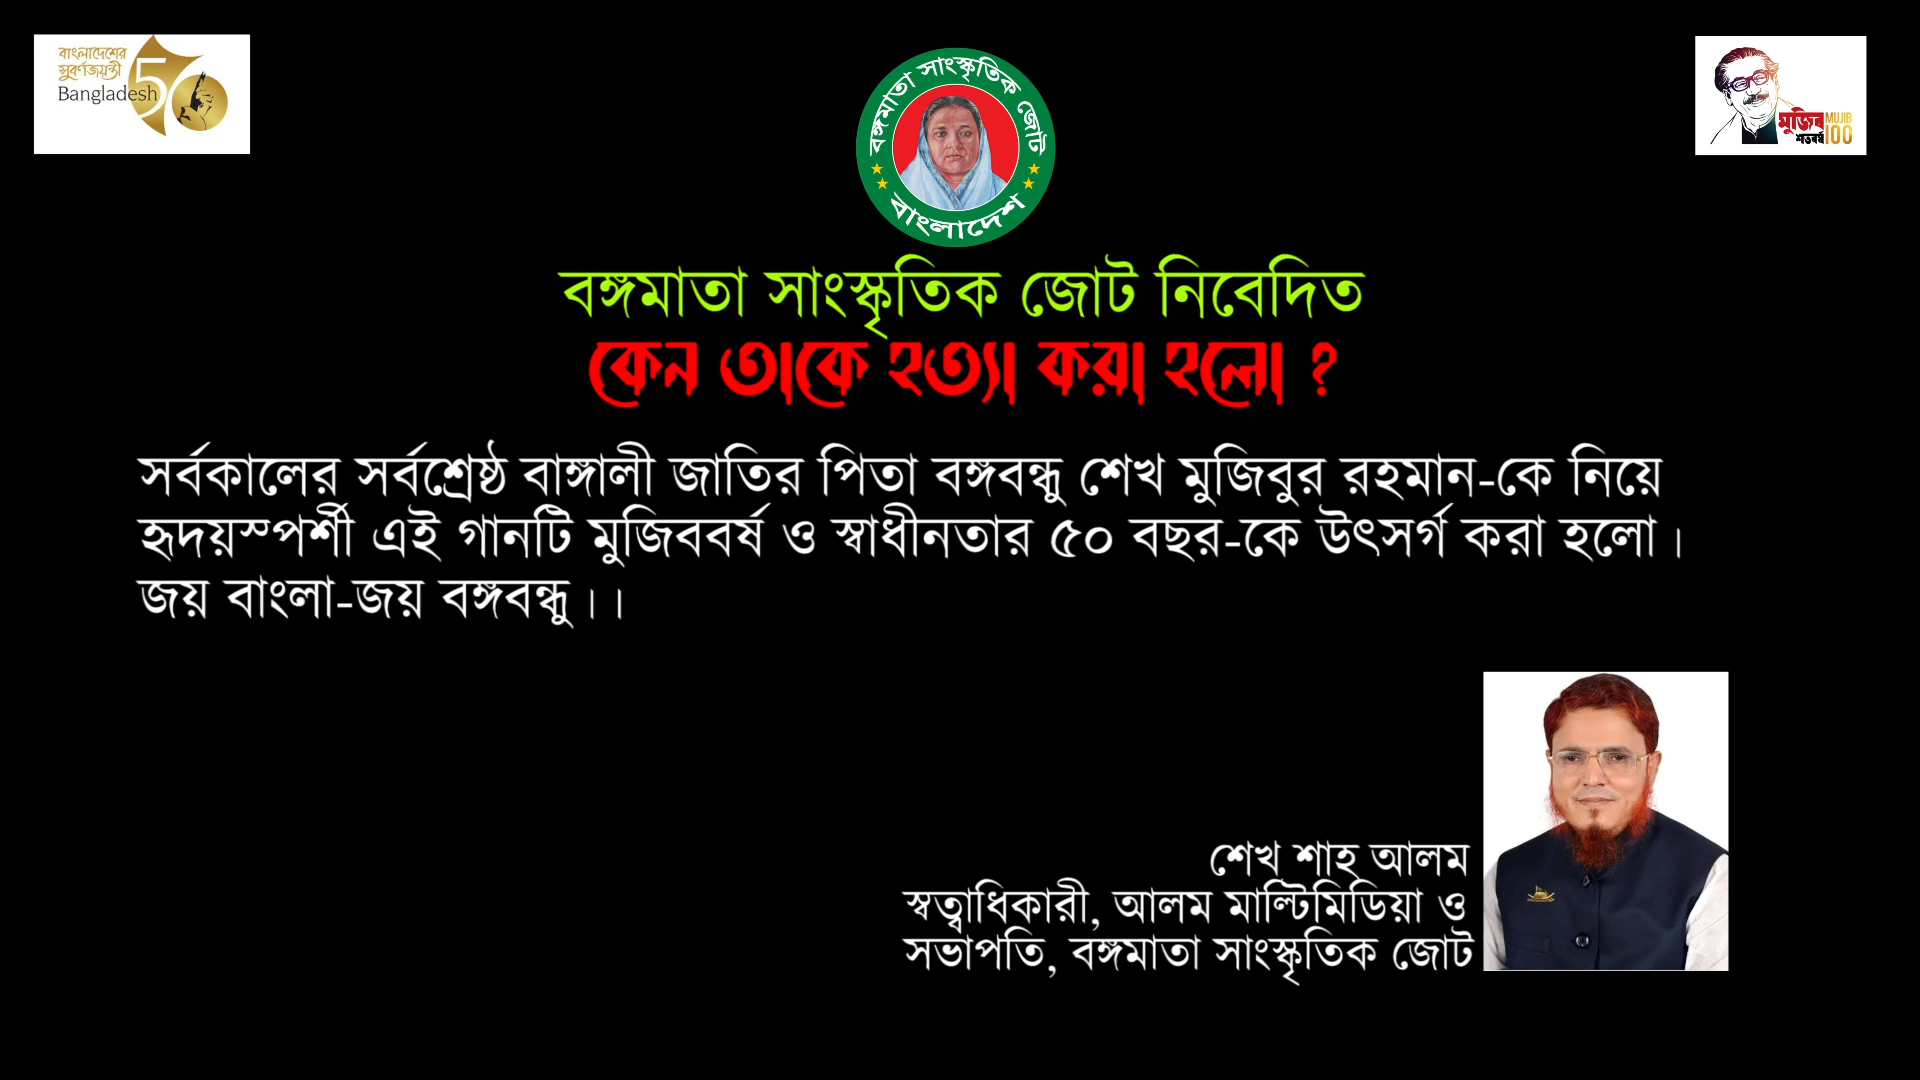 বাংলাদেশের
সুবর্ণজয়ন্তী
Bangladesh
50
বঙ্গমাতা সাংস্কৃতিক জোট
বাংলাদেশ
মুজিব
শতবর্ষ
MUJIB
100
বঙ্গমাতা সাংস্কৃতিক জোট নিবেদিত
কেন তাকে হত্যা করা হলো ?
সর্বকালের সর্বশ্রেষ্ঠ বাঙ্গালী জাতির পিতা বঙ্গবন্ধু শেখ মুজিবুর রহমান-কে নিয়ে
হৃদয়স্পর্শী এই গানটি মুজিববর্ষ ও স্বাধীনতার ৫০ বছর-কে উৎসর্গ করা হলো।
জয় বাংলা-জয় বঙ্গবন্ধু।।
শেখ শাহ আলম
স্বত্বাধিকারী, আলম মাল্টিমিডিয়া ও
সভাপতি, বঙ্গমাতা সাংস্কৃতিক জোট